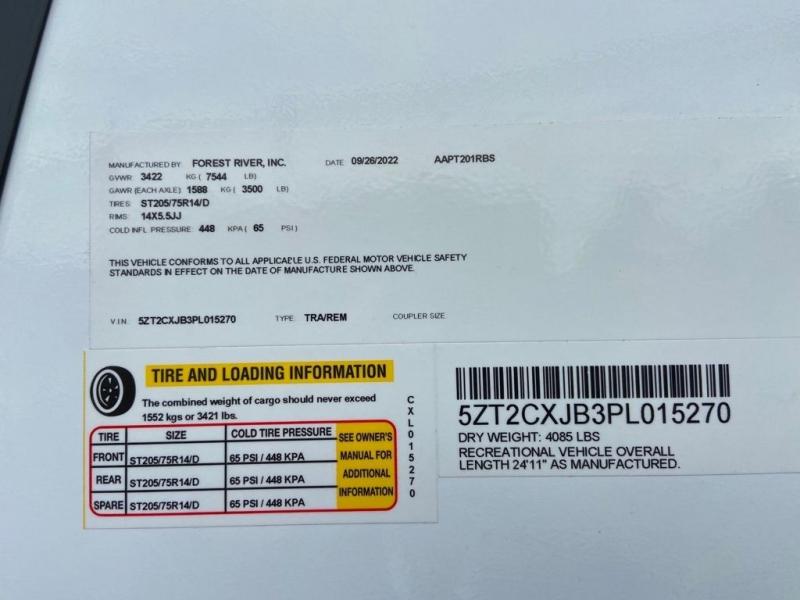 MANUFACTURED BY FOREST RIVER, INC. DATE 09/26/2022 AAPT201RBS
GVWR 3422 KG ( 7544 LB)
GAWR (EACH AXLE) 1588 KG ( 3500 LB)
TIRES ST205/75R14/D
RIMS 14X5.5JJ
COLD INFL PRESSURE 448 KPA ( 65 PSI )
THIS VEHICLE CONFORMS TO ALL APPLICABLE U.S. FEDERAL MOTOR VEHICLE SAFETY
STANDARDS IN EFFECT ON THE DATE OF MANUFACTURE SHOWN ABOVE.
V.I.N. 5ZT2CXJB3PL015270 TYPE TRA/REM COUPLER SIZE
TIRE AND LOADING INFORMATION
The combined weight of cargo should never exceed
1552 kgs or 3421 lbs.
TIRE SIZE COLD TIRE PRESSURE SEE OWNER'S
FRONT ST205/75R14/D 65 PSI / 448 KPA MANUAL FOR
REAR ST205/75R14/D 65 PSI / 448 KPA ADDITIONAL
SPARE ST205/75R14/D 65 PSI / 448 KPA INFORMATION
CXL015270
5ZT2CXJB3PL015270
DRY WEIGHT: 4085 LBS
RECREATIONAL VEHICLE OVERALL
LENGTH 24'11" AS MANUFACTURED.